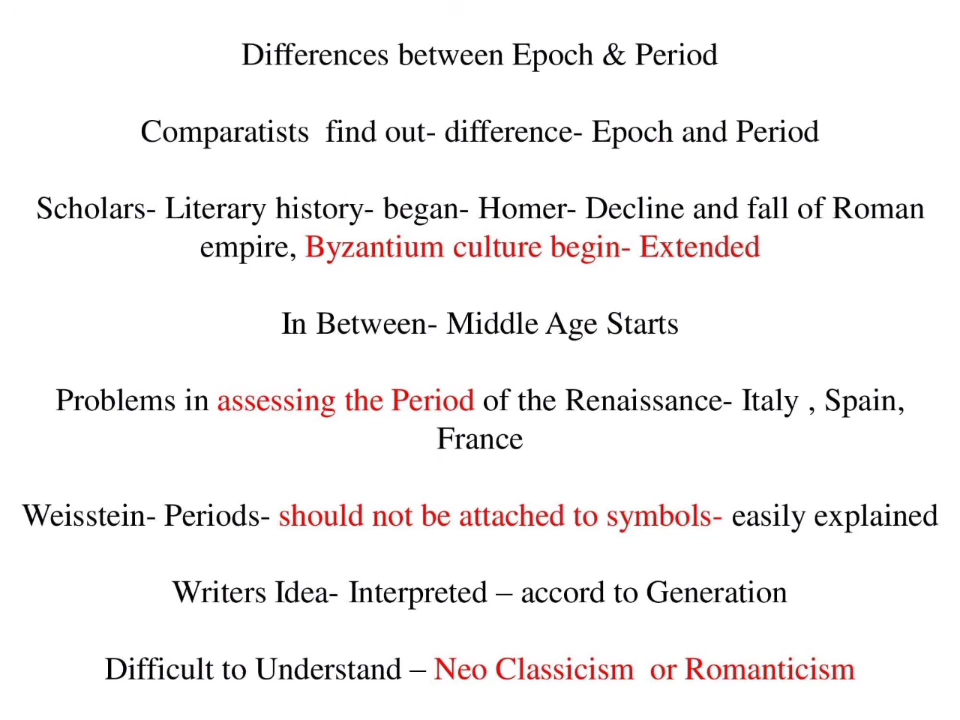 Differences between Epoch & Period
Comparatists  find out- difference- Epoch and Period
Scholars- Literary history- began- Homer- Decline and fall of Roman
empire, Byzantium culture begin- Extended
In Between- Middle Age Starts
Problems in assessing the Period of the Renaissance- Italy , Spain,
France
Weisstein- Periods- should not be attached to symbols- easily explained
Writers Idea- Interpreted – accord to Generation
Difficult to Understand – Neo Classicism  or Romanticism